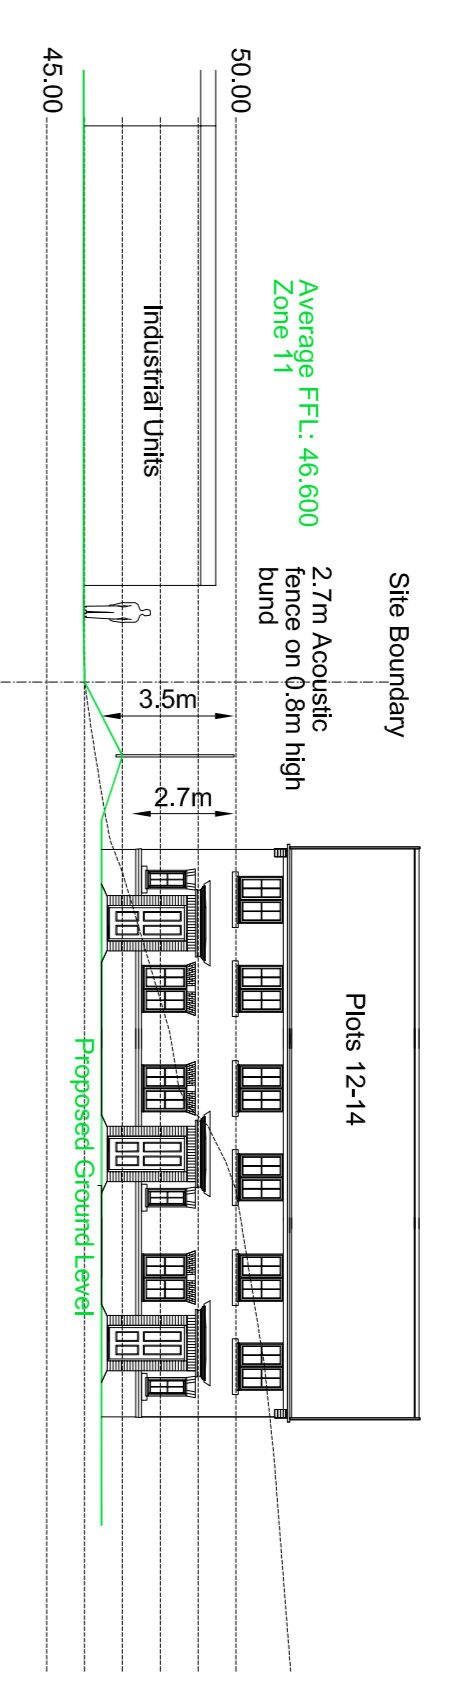 Site Boundary
2.7m Acoustic
fence on 0.8m high
bund
Average FFL: 46.600
Zone 11
50.00
45.00
Industrial Units
3.5m
2.7m
Plots 12-14
Proposed Ground Level